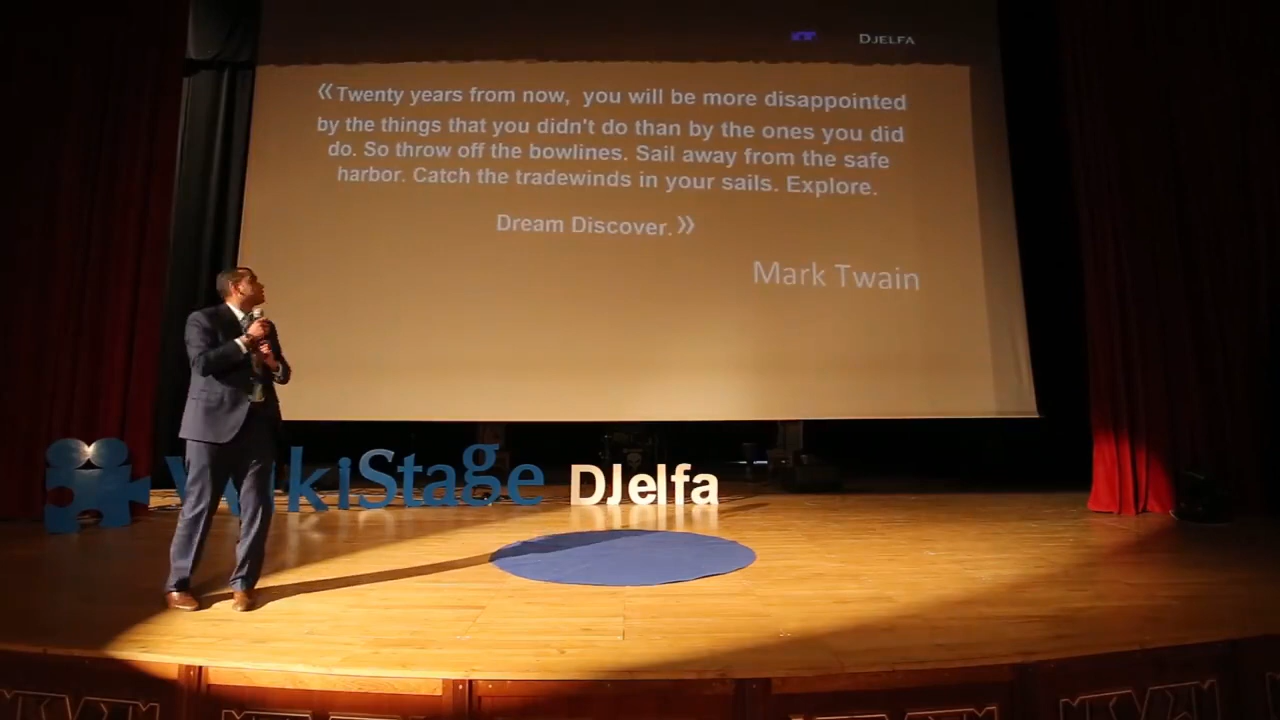 DJELFA
«Twenty years from now, you will be more disappointed
by the things that you didn't do than by the ones you did
do. So throw off the bowlines. Sail away from the safe
harbor. Catch the tradewinds in your sails. Explore.
Dream Discover.»
Mark Twain
WikiStage DJelfa